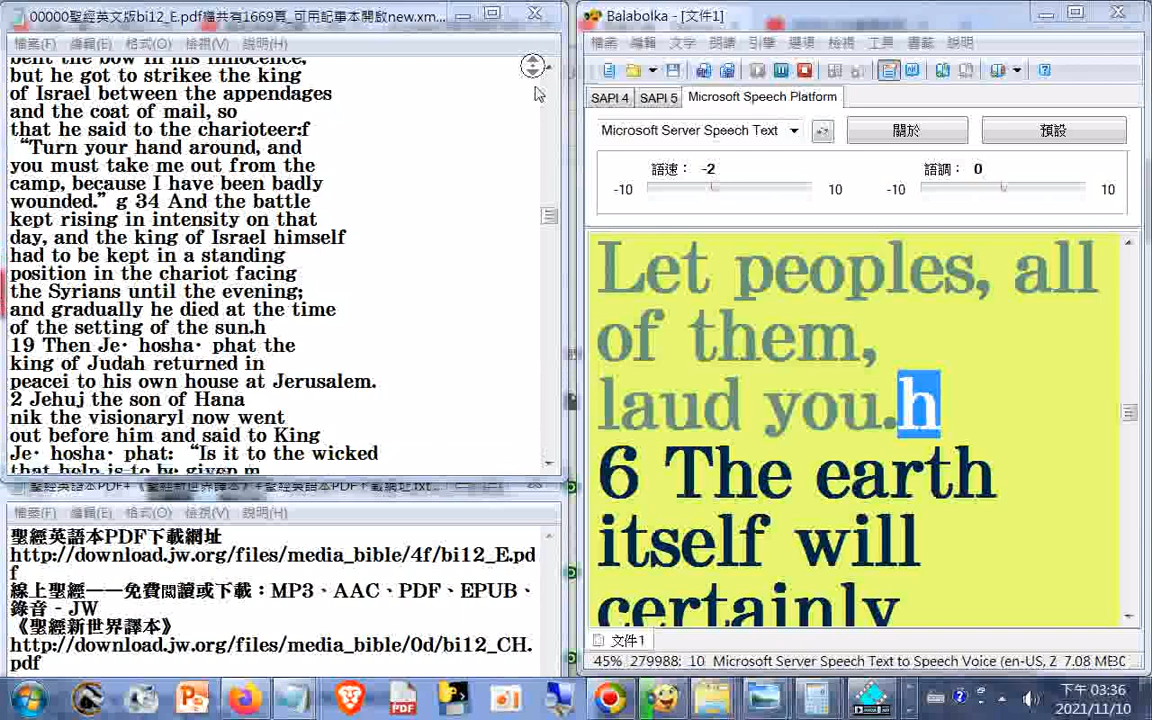 00000聖經英文版bi12_E.pdf檔共有1669頁_可用記事本開啟new.xm...
檔案(F) 編輯(E) 格式(O) 檢視(V) 說明(H)
bent the bow in his innocence,
but he got to strikee the king
of Israel between the appendages
and the coat of mail, so
that he said to the charioteer:f
“Turn your hand around, and
you must take me out from the
camp, because I have been badly
wounded.” g 34 And the battle
kept rising in intensity on that
day, and the king of Israel himself
had to be kept in a standing
position in the chariot facing
the Syrians until the evening;
and gradually he died at the time
of the setting of the sun.h
19 Then Je· hosha· phat the
king of Judah returned in
peacei to his own house at Jerusalem.
2 Jehuj the son of Hana
nik the visionaryl now went
out before him and said to King
Je· hosha· phat: “Is it to the wicked
that help is to be given,m
檔案(F) 編輯(E) 格式(O) 檢視(V) 說明(H)
聖經英語本PDF下載網址
http://download.jw.org/files/media_bible/4f/bi12_E.pd
f
線上聖經──免費閱讀或下載：MP3、AAC、PDF、EPUB、
錄音 - JW
《聖經新世界譯本》
http://download.jw.org/files/media_bible/0d/bi12_CH.
pdf
Balabolka - [文件1]
檔案 編輯 文字 朗讀 引擎 選項 檢視 工具 書籤 說明
SAPI 4 SAPI 5 Microsoft Speech Platform
Microsoft Server Speech Text 關於 預設
語速： -2 語調： 0
-10 10 -10 10
Let peoples, all
of them,
laud you.h
6 The earth
itself will
certainly
文件1
45% 279988: 10 Microsoft Server Speech Text to Speech Voice (en-US, Z 7.08 MB
PDF
下午 03:36
2021/11/10